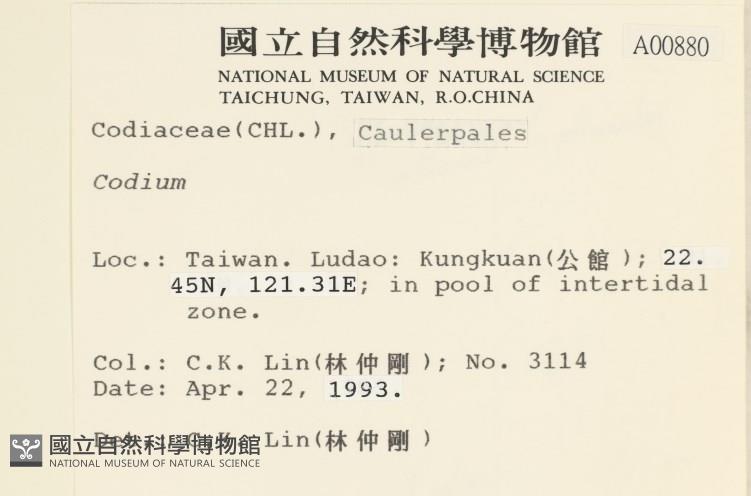 國立自然科學博物館 A00880
NATIONAL MUSEUM OF NATURAL SCIENCE
TAICHUNG, TAIWAN, R.O.CHINA
Codiaceae(CHL.), Caulerpales
Codium
Loc.: Taiwan. Ludao: Kungkuan(公館); 22.
45N, 121.31E; in pool of intertidal
zone.
Col.: C.K. Lin(林仲剛); No. 3114
Date: Apr. 22, 1993.
Det.: C.K. Lin(林仲剛)
國立自然科學博物館
NATIONAL MUSEUM OF NATURAL SCIENCE